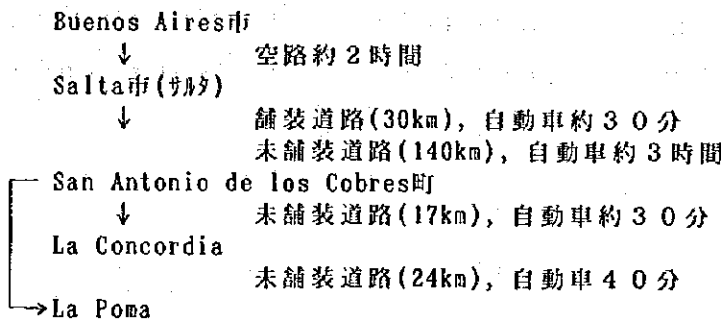 Buenos Aires市
↓ 空路約2時間
Salta市(サルタ)
↓ 舗装道路(30km), 自動車約30分
未舗装道路(140km), 自動車約3時間
San Antonio de los Cobres町
↓ 未舗装道路(17km), 自動車約30分
La Concordia
未舗装道路(24km), 自動車40分
La Poma